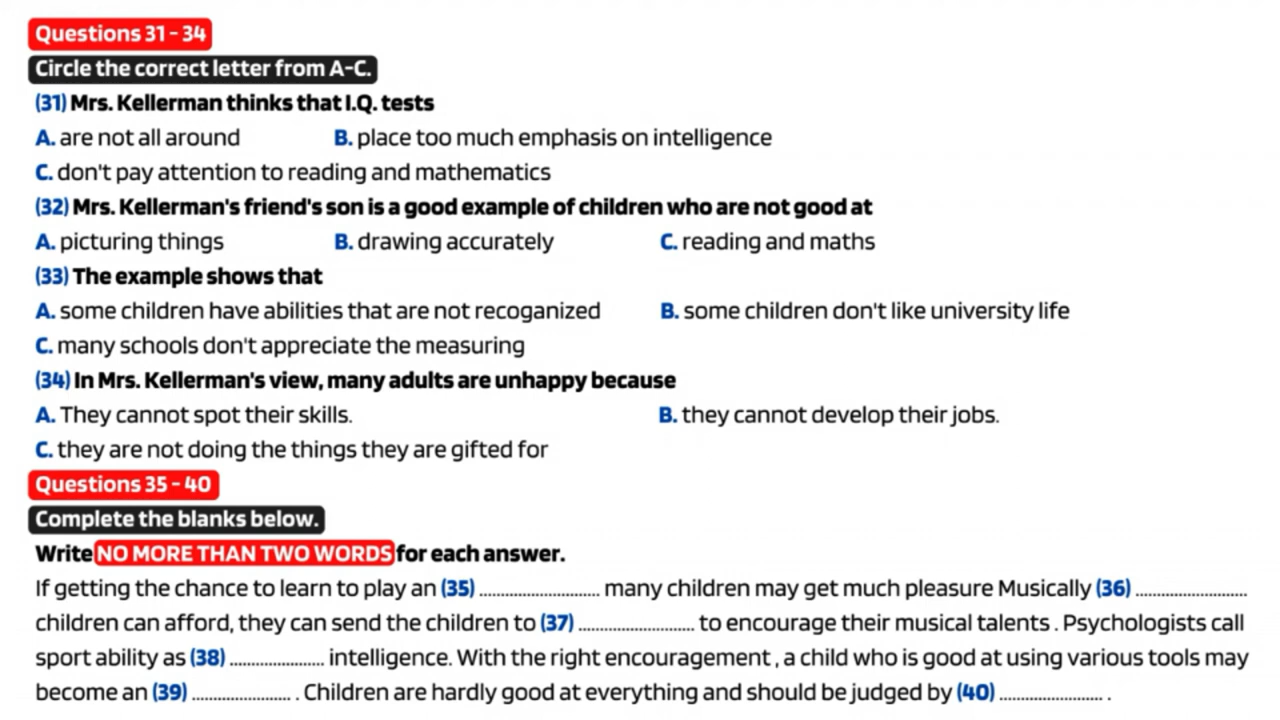 Questions 31 - 34
Circle the correct letter from A-C.
(31) Mrs. Kellerman thinks that I.Q. tests
A. are not all around B. place too much emphasis on intelligence
C. don't pay attention to reading and mathematics
(32) Mrs. Kellerman's friend's son is a good example of children who are not good at
A. picturing things B. drawing accurately C. reading and maths
(33) The example shows that
A. some children have abilities that are not recoganized B. some children don't like university life
C. many schools don't appreciate the measuring
(34) In Mrs. Kellerman's view, many adults are unhappy because
A. They cannot spot their skills. B. they cannot develop their jobs.
C. they are not doing the things they are gifted for
Questions 35 - 40
Complete the blanks below.
Write NO MORE THAN TWO WORDS for each answer.
If getting the chance to learn to play an (35) ............................ many children may get much pleasure Musically (36) ..........................
children can afford, they can send the children to (37) ........................... to encourage their musical talents . Psychologists call
sport ability as (38) ...................... intelligence. With the right encouragement , a child who is good at using various tools may
become an (39) ....................... . Children are hardly good at everything and should be judged by (40) ........................ .